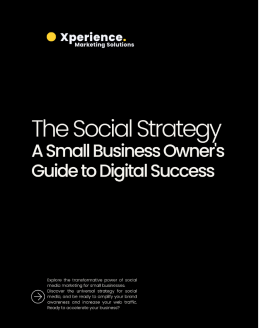 Xperience.
Marketing Solutions
The Social Strategy
A Small Business Owner's
Guide to Digital Success
Explore the transformative power of social
media marketing for small businesses.
Discover the universal strategy for social
media, and be ready to amplify your brand
awareness and increase your web traffic.
Ready to accelerate your business?